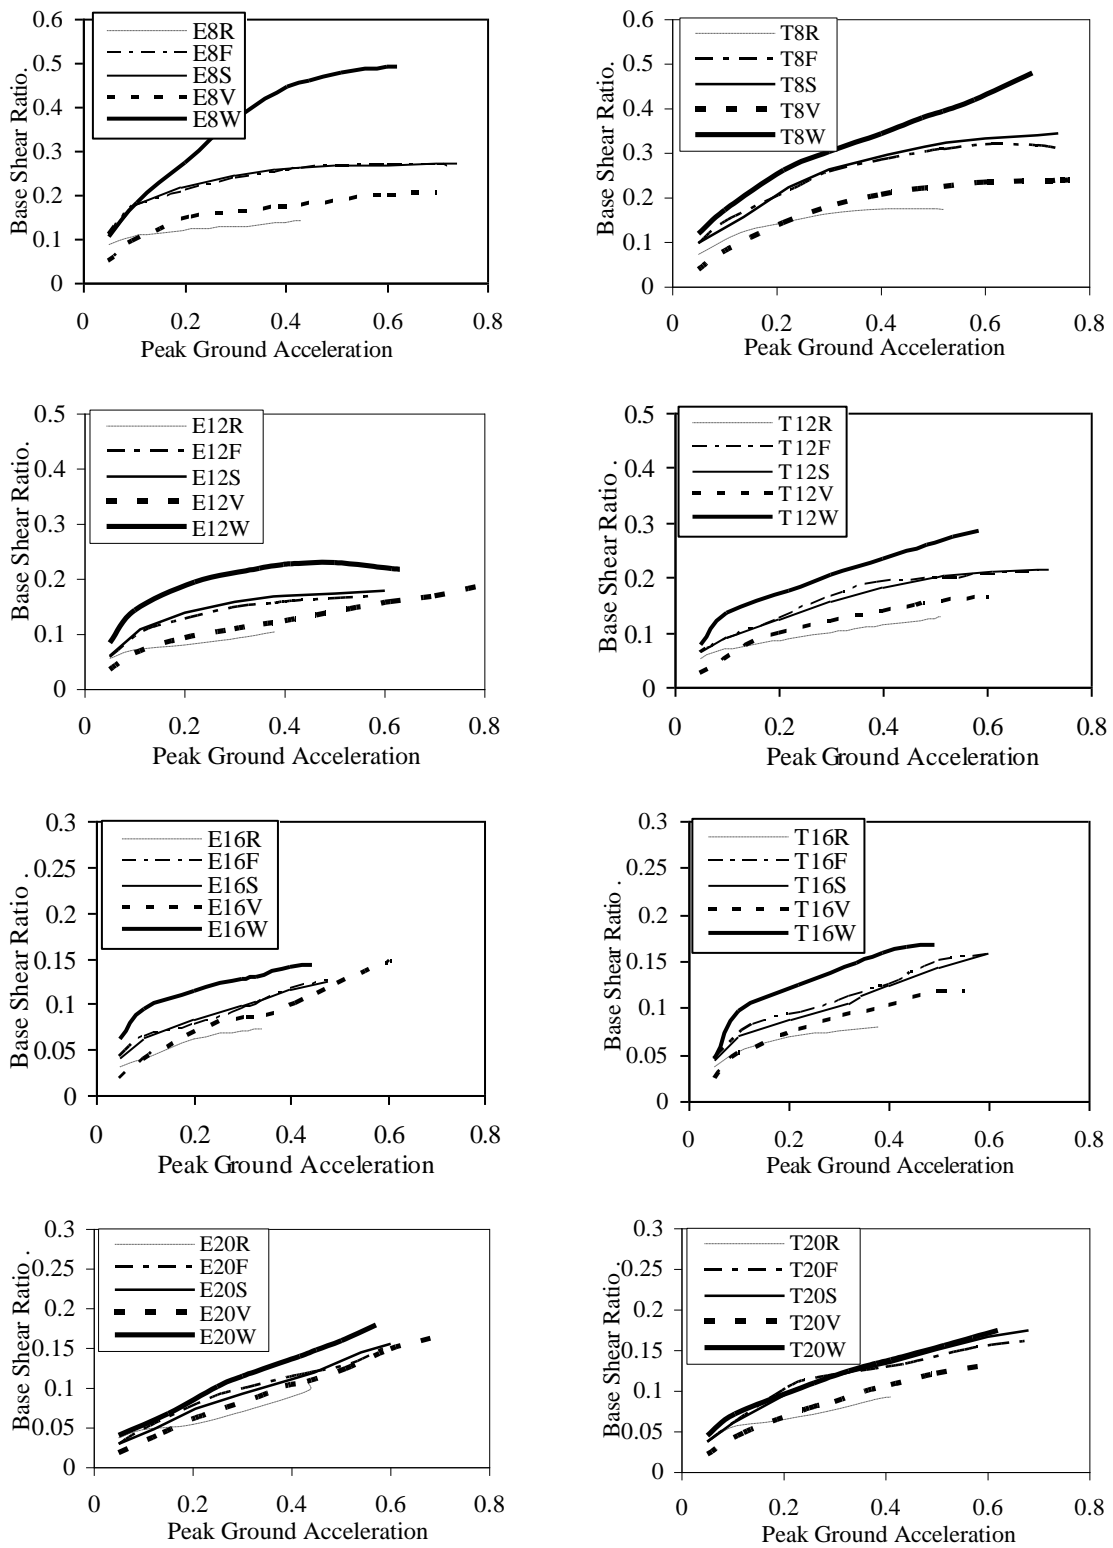 0.6
0.5
0.4
0.3
0.2
0.1
0
Base Shear Ratio.
E8R
E8F
E8S
E8V
E8W
0 0.2 0.4 0.6 0.8
Peak Ground Acceleration
0.6
0.5
0.4
0.3
0.2
0.1
0
Base Shear Ratio.
T8R
T8F
T8S
T8V
T8W
0 0.2 0.4 0.6 0.8
Peak Ground Acceleration
0.5
0.4
0.3
0.2
0.1
0
Base Shear Ratio.
E12R
E12F
E12S
E12V
E12W
0 0.2 0.4 0.6 0.8
Peak Ground Acceleration
0.5
0.4
0.3
0.2
0.1
0
Base Shear Ratio .
T12R
T12F
T12S
T12V
T12W
0 0.2 0.4 0.6 0.8
Peak Ground Acceleration
0.3
0.25
0.2
0.15
0.1
0.05
0
Base Shear Ratio .
E16R
E16F
E16S
E16V
E16W
0 0.2 0.4 0.6 0.8
Peak Ground Acceleration
0.3
0.25
0.2
0.15
0.1
0.05
0
Base Shear Ratio .
T16R
T16F
T16S
T16V
T16W
0 0.2 0.4 0.6 0.8
Peak Ground Acceleration
0.3
0.25
0.2
0.15
0.1
0.05
0
Base Shear Ratio .
E20R
E20F
E20S
E20V
E20W
0 0.2 0.4 0.6 0.8
Peak Ground Acceleration
0.3
0.25
0.2
0.15
0.1
0.05
0
Base Shear Ratio.
T20R
T20F
T20S
T20V
T20W
0 0.2 0.4 0.6 0.8
Peak Ground Acceleration